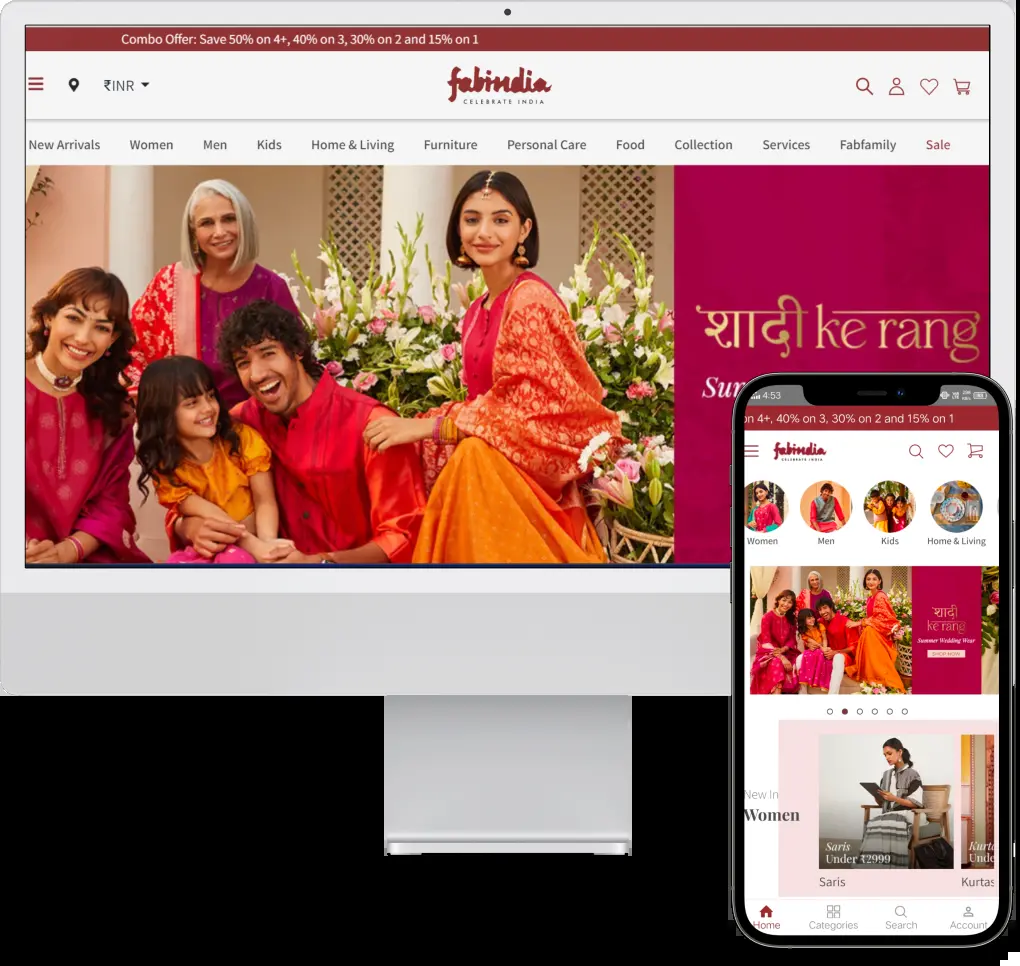 Combo Offer: Save 50% on 4+, 40% on 3, 30% on 2 and 15% on 1
₹INR
fabindia
CELEBRATE INDIA
New Arrivals Women Men Kids Home & Living Furniture Personal Care Food Collection Services Fabfamily Sale
शादी ke rang
Su
4:53
on 4+, 40% on 3, 30% on 2 and 15% on 1
fabindia
CELEBRATE INDIA
Women Men Kids Home & Living
शादी
ke rang
Summer Wedding Wear
SHOP NOW
New In
Women
Saris
Under ₹2999
Kurta
Unde
Saris
Kurtas
Home Categories Search Account